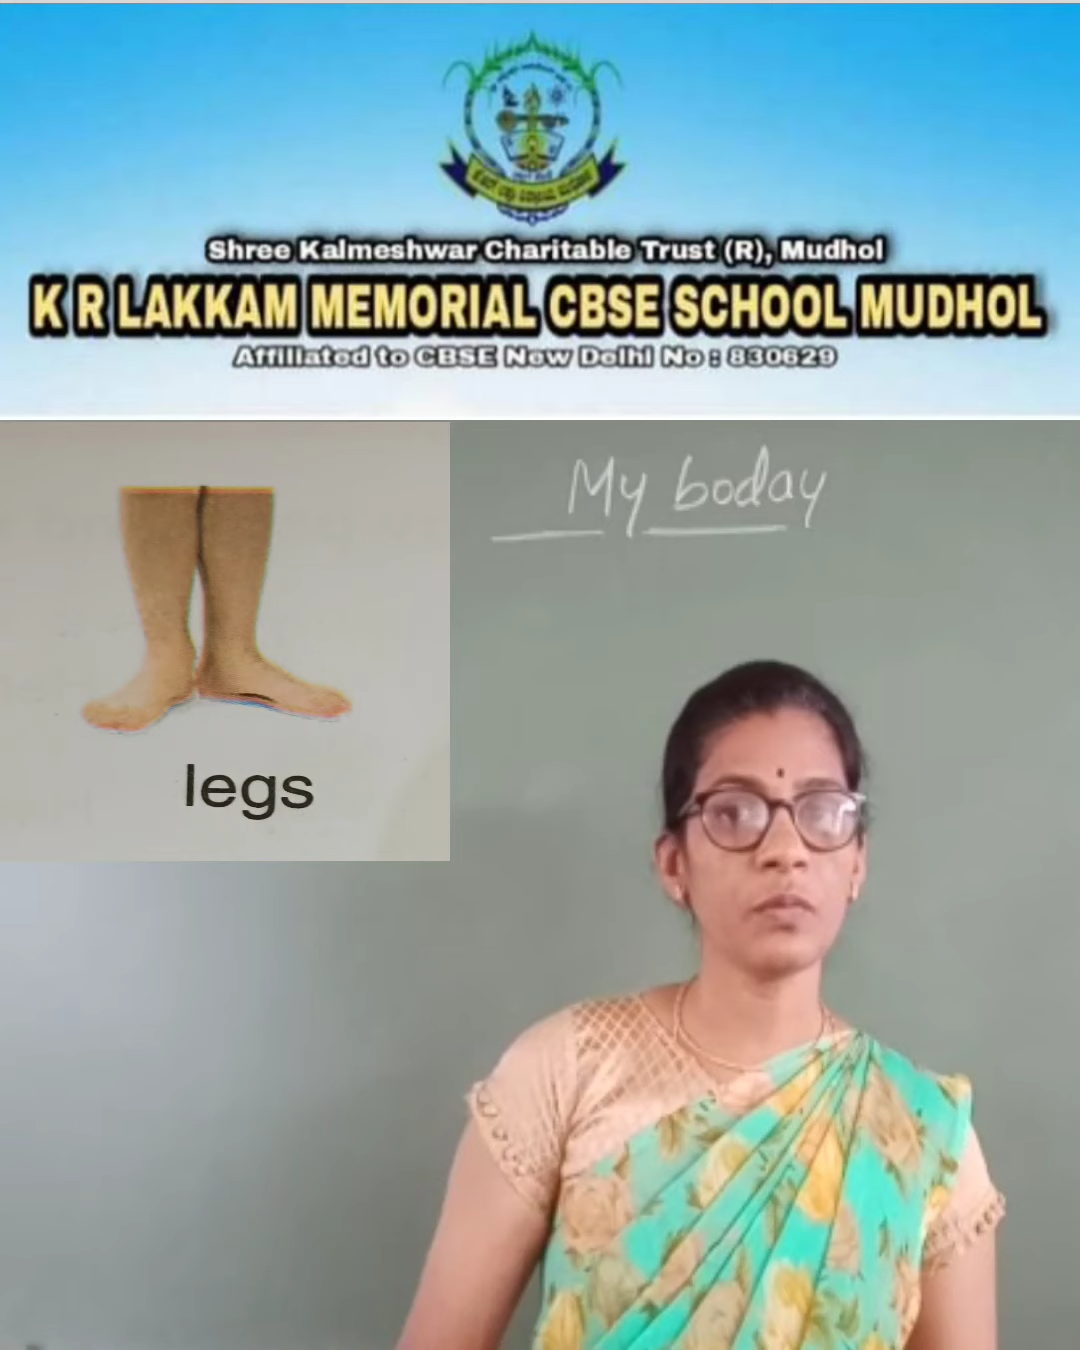 Shree Kalmeshwar Charitable Trust (R), Mudhol
K R LAKKAM MEMORIAL CBSE SCHOOL MUDHOL
Affiliated to CBSE New Delhi No : 830629
My boday
legs